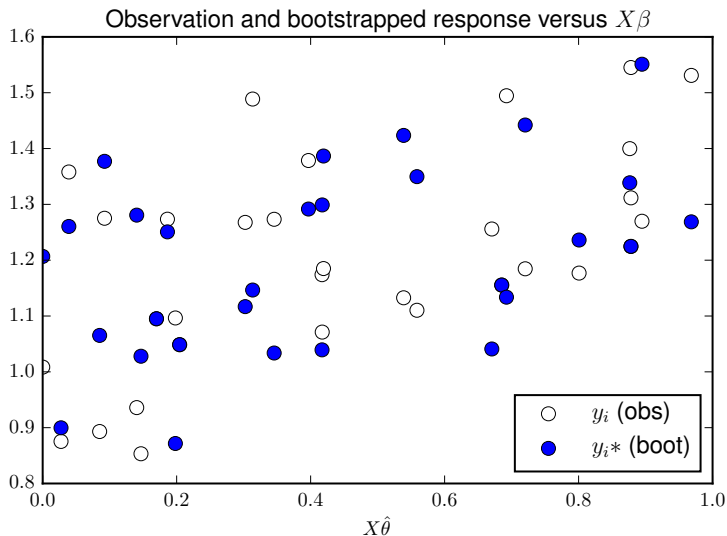 Observation and bootstrapped response versus Xβ
1.6
1.5
1.4
1.3
1.2
1.1
1.0
0.9
0.8
y_i (obs)
y_i* (boot)
0.0 0.2 0.4 0.6 0.8 1.0
Xθ̂